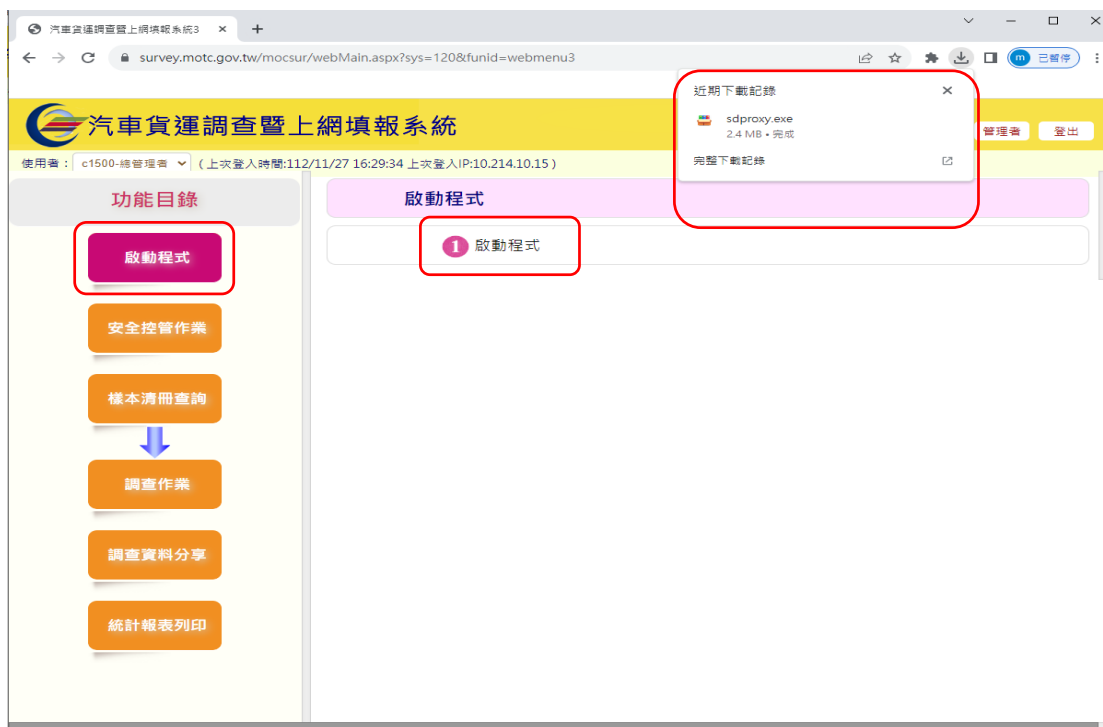 汽車貨運調查暨上網填報系統3
survey.motc.gov.tw/mocsur/webMain.aspx?sys=120&funid=webmenu3
m 已暫停
近期下載記錄
sdproxy.exe
2.4 MB • 完成
完整下載記錄
汽車貨運調查暨上網填報系統
管理者 登出
使用者： c1500-總管理者 (上次登入時間:112/11/27 16:29:34 上次登入IP:10.214.10.15)
功能目錄
啟動程式
1 啟動程式
啟動程式
安全控管作業
樣本清冊查詢
調查作業
調查資料分享
統計報表列印